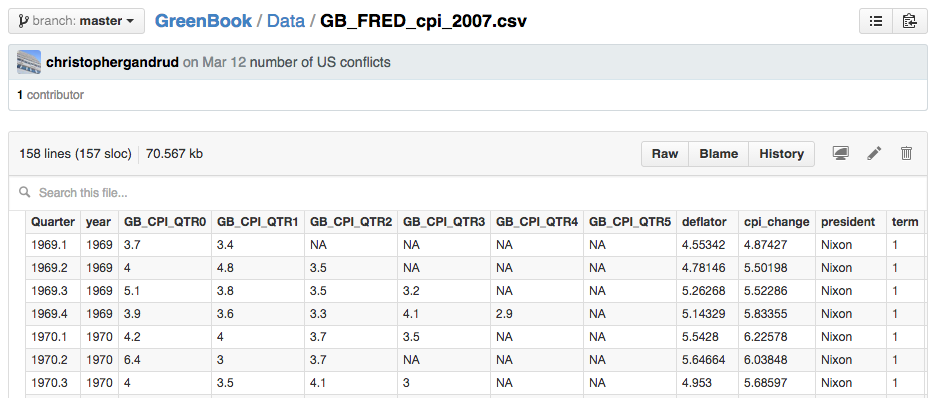 branch: master GreenBook / Data / GB_FRED_cpi_2007.csv
christophergandrud on Mar 12 number of US conflicts
1 contributor
158 lines (157 sloc) 70.567 kb Raw Blame History
Search this file...
Quarter year GB_CPI_QTR0 GB_CPI_QTR1 GB_CPI_QTR2 GB_CPI_QTR3 GB_CPI_QTR4 GB_CPI_QTR5 deflator cpi_change president term
1969.1 1969 3.7 3.4 NA NA NA NA 4.55342 4.87427 Nixon 1
1969.2 1969 4 4.8 3.5 NA NA NA 4.78146 5.50198 Nixon 1
1969.3 1969 5.1 3.8 3.5 3.2 NA NA 5.26268 5.52286 Nixon 1
1969.4 1969 3.9 3.6 3.3 4.1 2.9 NA 5.14329 5.83355 Nixon 1
1970.1 1970 4.2 4 3.7 3.5 NA NA 5.5428 6.22578 Nixon 1
1970.2 1970 6.4 3 3.7 NA NA NA 5.64664 6.03848 Nixon 1
1970.3 1970 4 3.5 4.1 3 NA NA 4.953 5.68597 Nixon 1